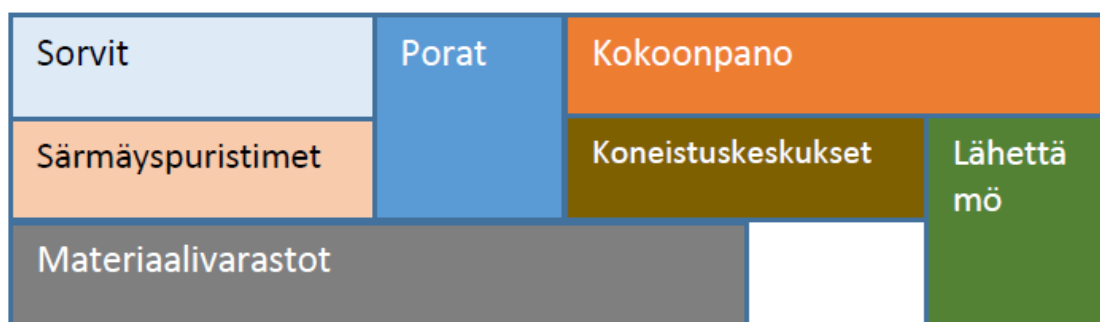 Sorvit
Porat
Kokoonpano
Särmäyspuristimet
Koneistuskeskukset
Lähettä
mö
Materiaalivarastot